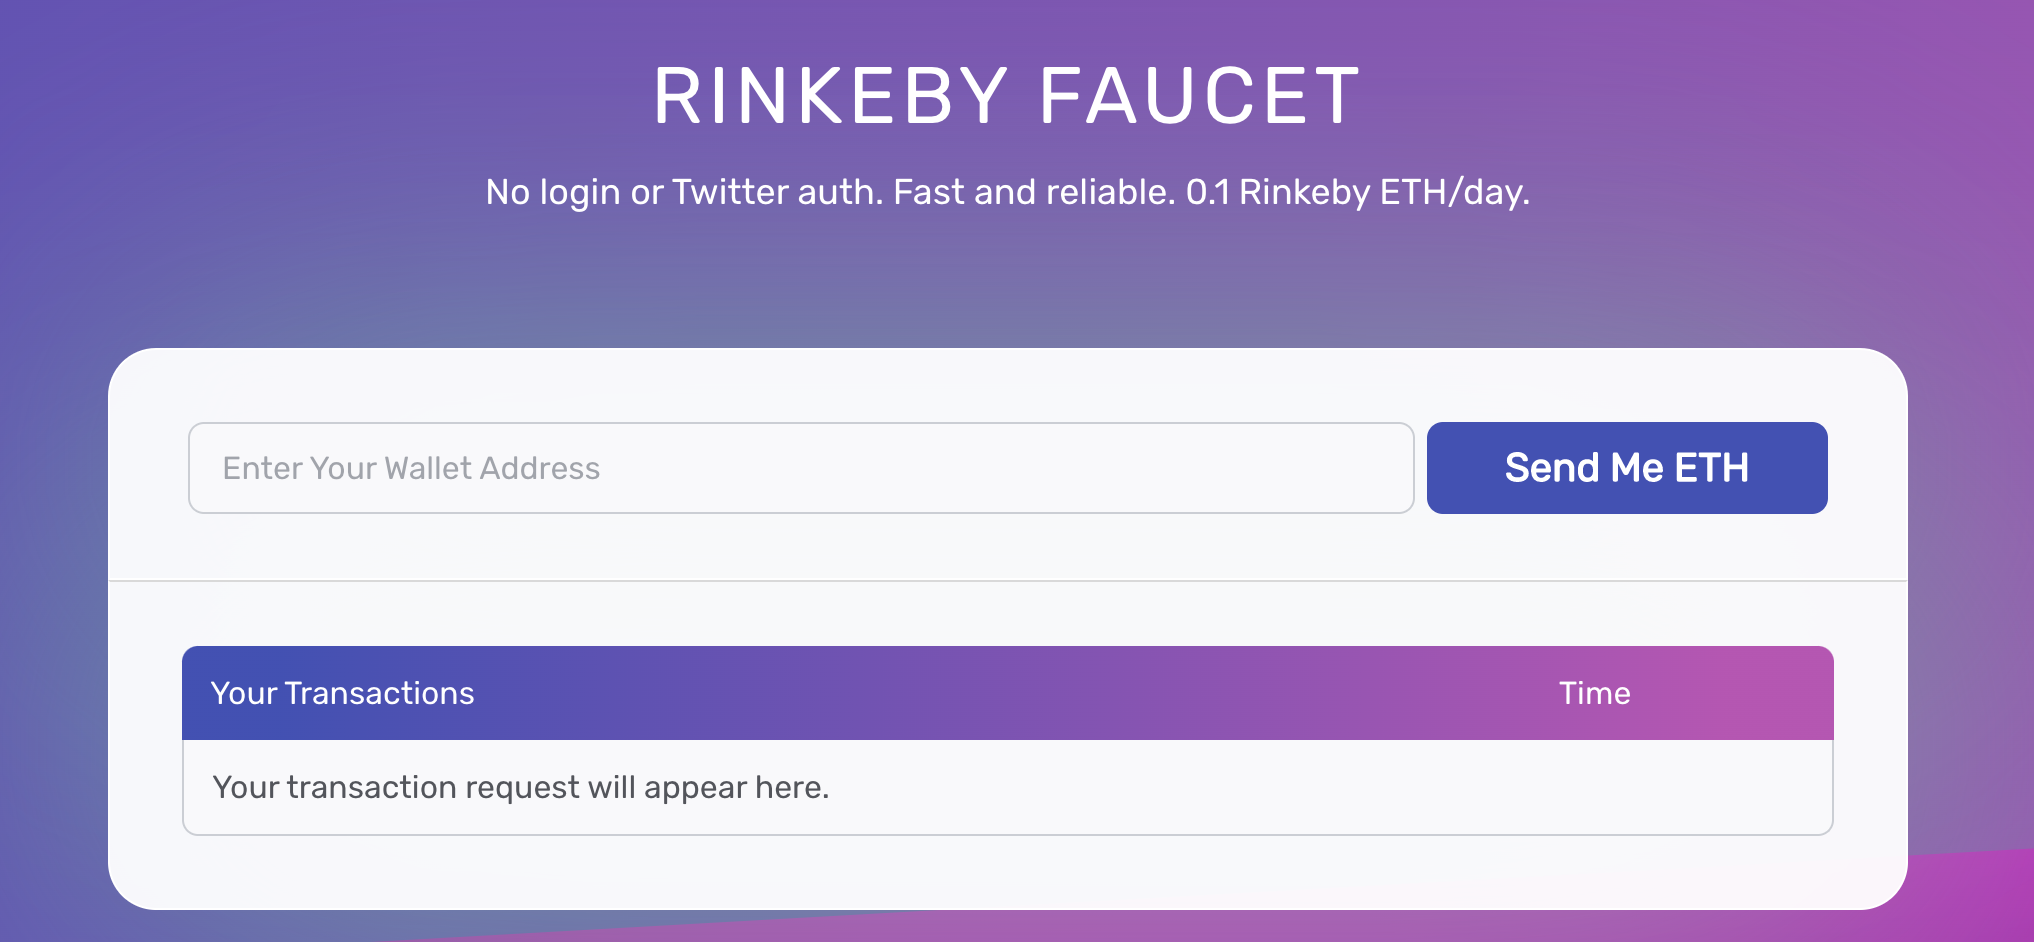 RINKEBY FAUCET
No login or Twitter auth. Fast and reliable. 0.1 Rinkeby ETH/day.
Enter Your Wallet Address
Send Me ETH
Your Transactions
Time
Your transaction request will appear here.